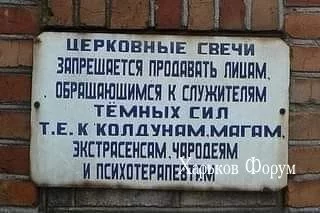 ЦЕРКОВНЫЕ СВЕЧИ
ЗАПРЕЩАЕТСЯ ПРОДАВАТЬ ЛИЦАМ,
ОБРАЩАЮЩИМСЯ К СЛУЖИТЕЛЯМ
ТЁМНЫХ СИЛ
Т.Е. К КОЛДУНАМ, МАГАМ,
ЭКСТРАСЕНСАМ, ЧАРОДЕЯМ
И ПСИХОТЕРАПЕВТАМ
Харьков Форум